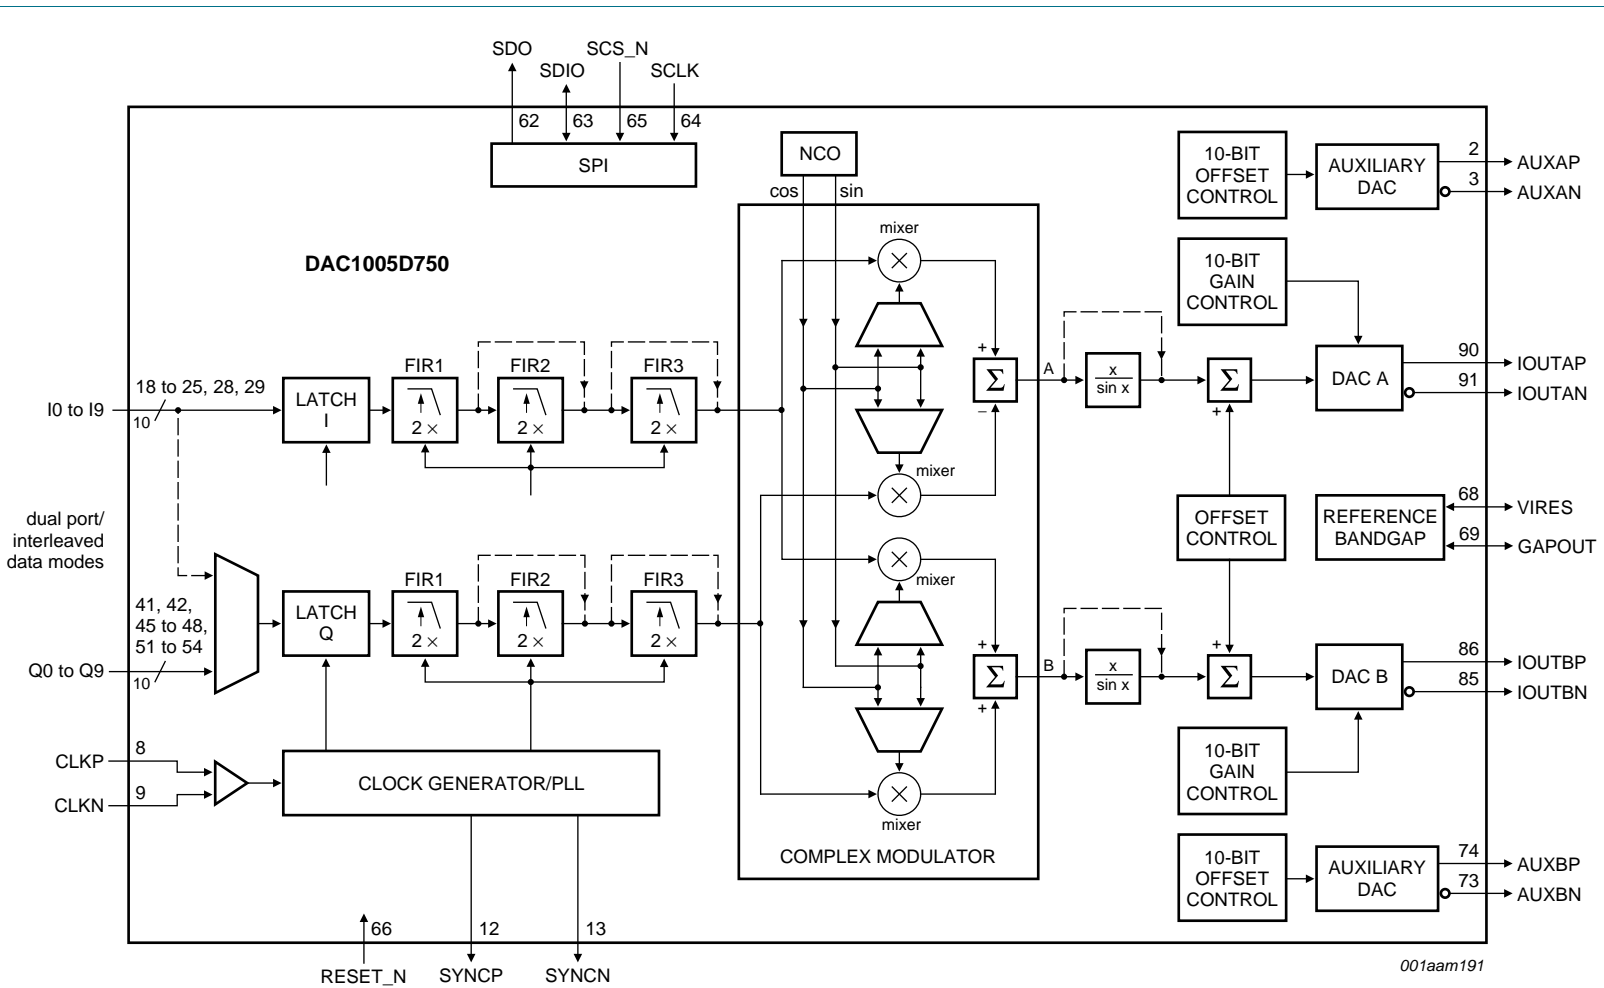 SDO
SCS_N
SDIO
SCLK
62
63
65
64
SPI
NCO
cos
sin
10-BIT
OFFSET
CONTROL
AUXILIARY
DAC
2
AUXAP
3
AUXAN
DAC1005D750
mixer
10-BIT
GAIN
CONTROL
I0 to I9
18 to 25, 28, 29
10
LATCH
I
FIR1
2 ×
FIR2
2 ×
FIR3
2 ×
mixer
+
Σ
−
A
x
sin x
Σ
+
DAC A
90
IOUTAP
91
IOUTAN
dual port/
interleaved
data modes
OFFSET
CONTROL
REFERENCE
BANDGAP
68
VIRES
69
GAPOUT
41, 42,
45 to 48,
51 to 54
Q0 to Q9
10
LATCH
Q
FIR1
2 ×
FIR2
2 ×
FIR3
2 ×
mixer
+
Σ
+
B
x
sin x
+
Σ
DAC B
86
IOUTBP
85
IOUTBN
CLKP
8
CLKN
9
CLOCK GENERATOR/PLL
mixer
10-BIT
GAIN
CONTROL
COMPLEX MODULATOR
10-BIT
OFFSET
CONTROL
AUXILIARY
DAC
74
AUXBP
73
AUXBN
66
12
13
RESET_N
SYNCP
SYNCN
001aam191